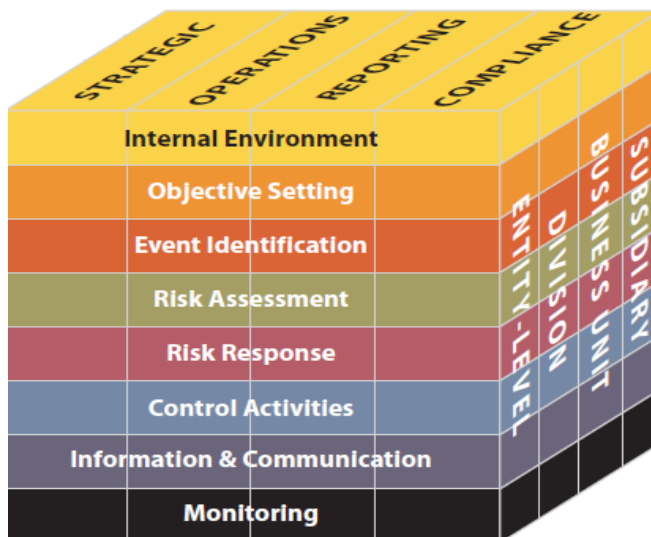 STRATEGIC
OPERATIONS
REPORTING
COMPLIANCE
Internal Environment
Objective Setting
Event Identification
Risk Assessment
Risk Response
Control Activities
Information & Communication
Monitoring
ENTITY-LEVEL
DIVISION
BUSINESS UNIT
SUBSIDIARY